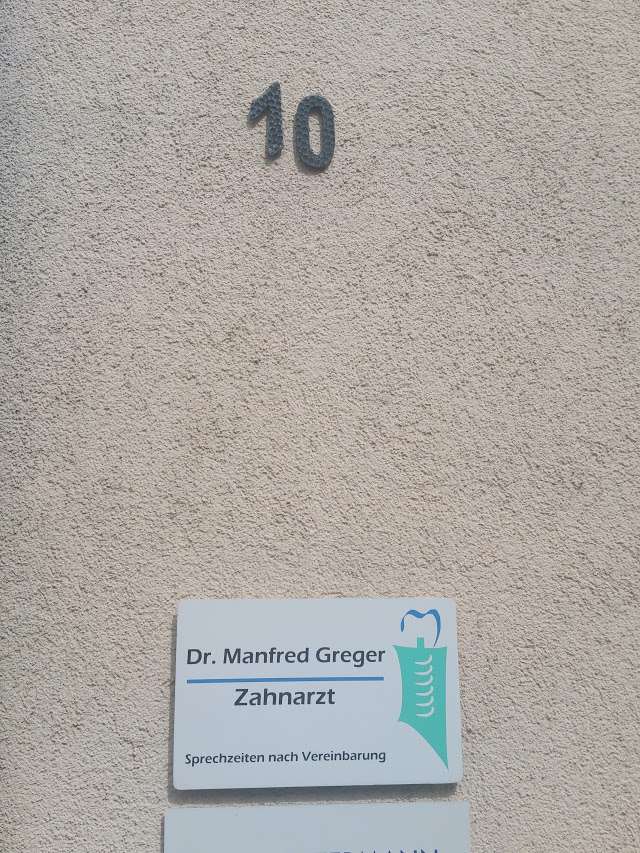 10
Dr. Manfred Greger
Zahnarzt
Sprechzeiten nach Vereinbarung